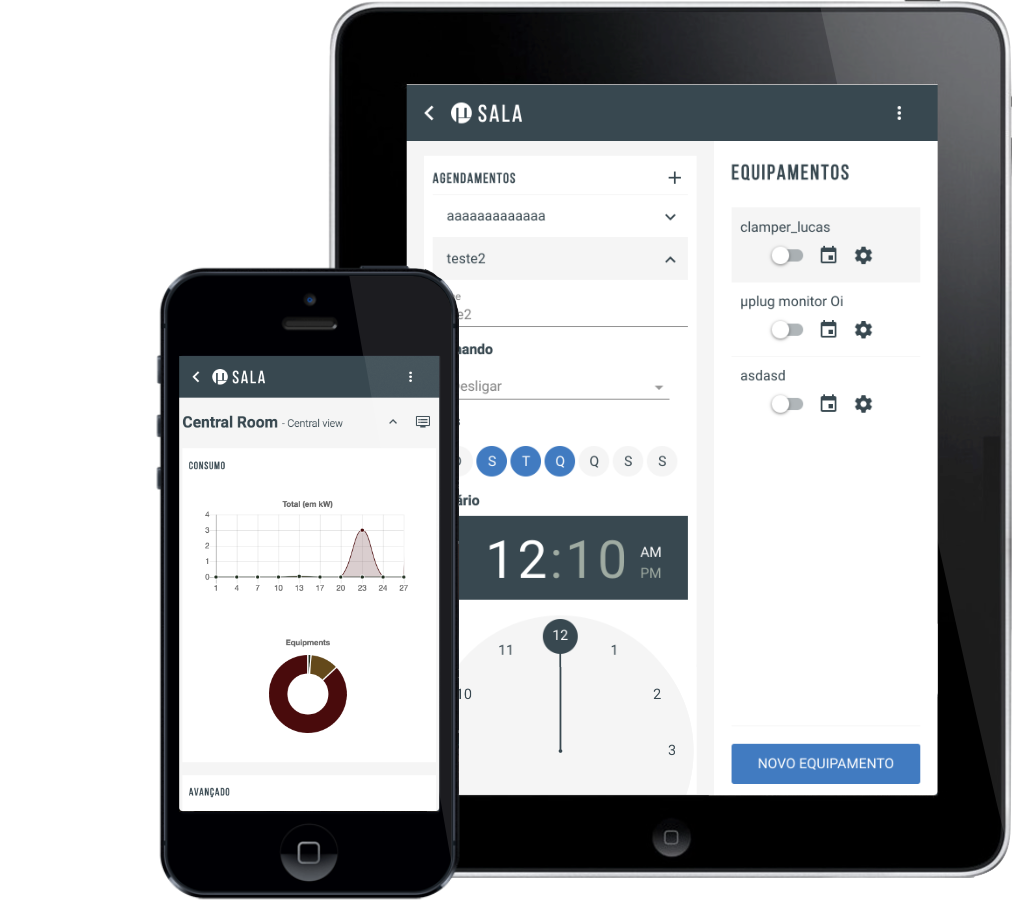 µ SALA
AGENDAMENTOS
aaaaaaaaaaaaa
teste2
e
e2
nando
esligar
S T Q Q S S
ário
12:10
AM
PM
12
11
1
10
2
3
EQUIPAMENTOS
clamper_lucas
µplug monitor Oi
asdasd
NOVO EQUIPAMENTO
µ SALA
Central Room - Central view
CONSUMO
Total (em kW)
4
3
2
1
0
1 4 7 10 13 17 20 23 24 27
Equipments
AVANÇADO